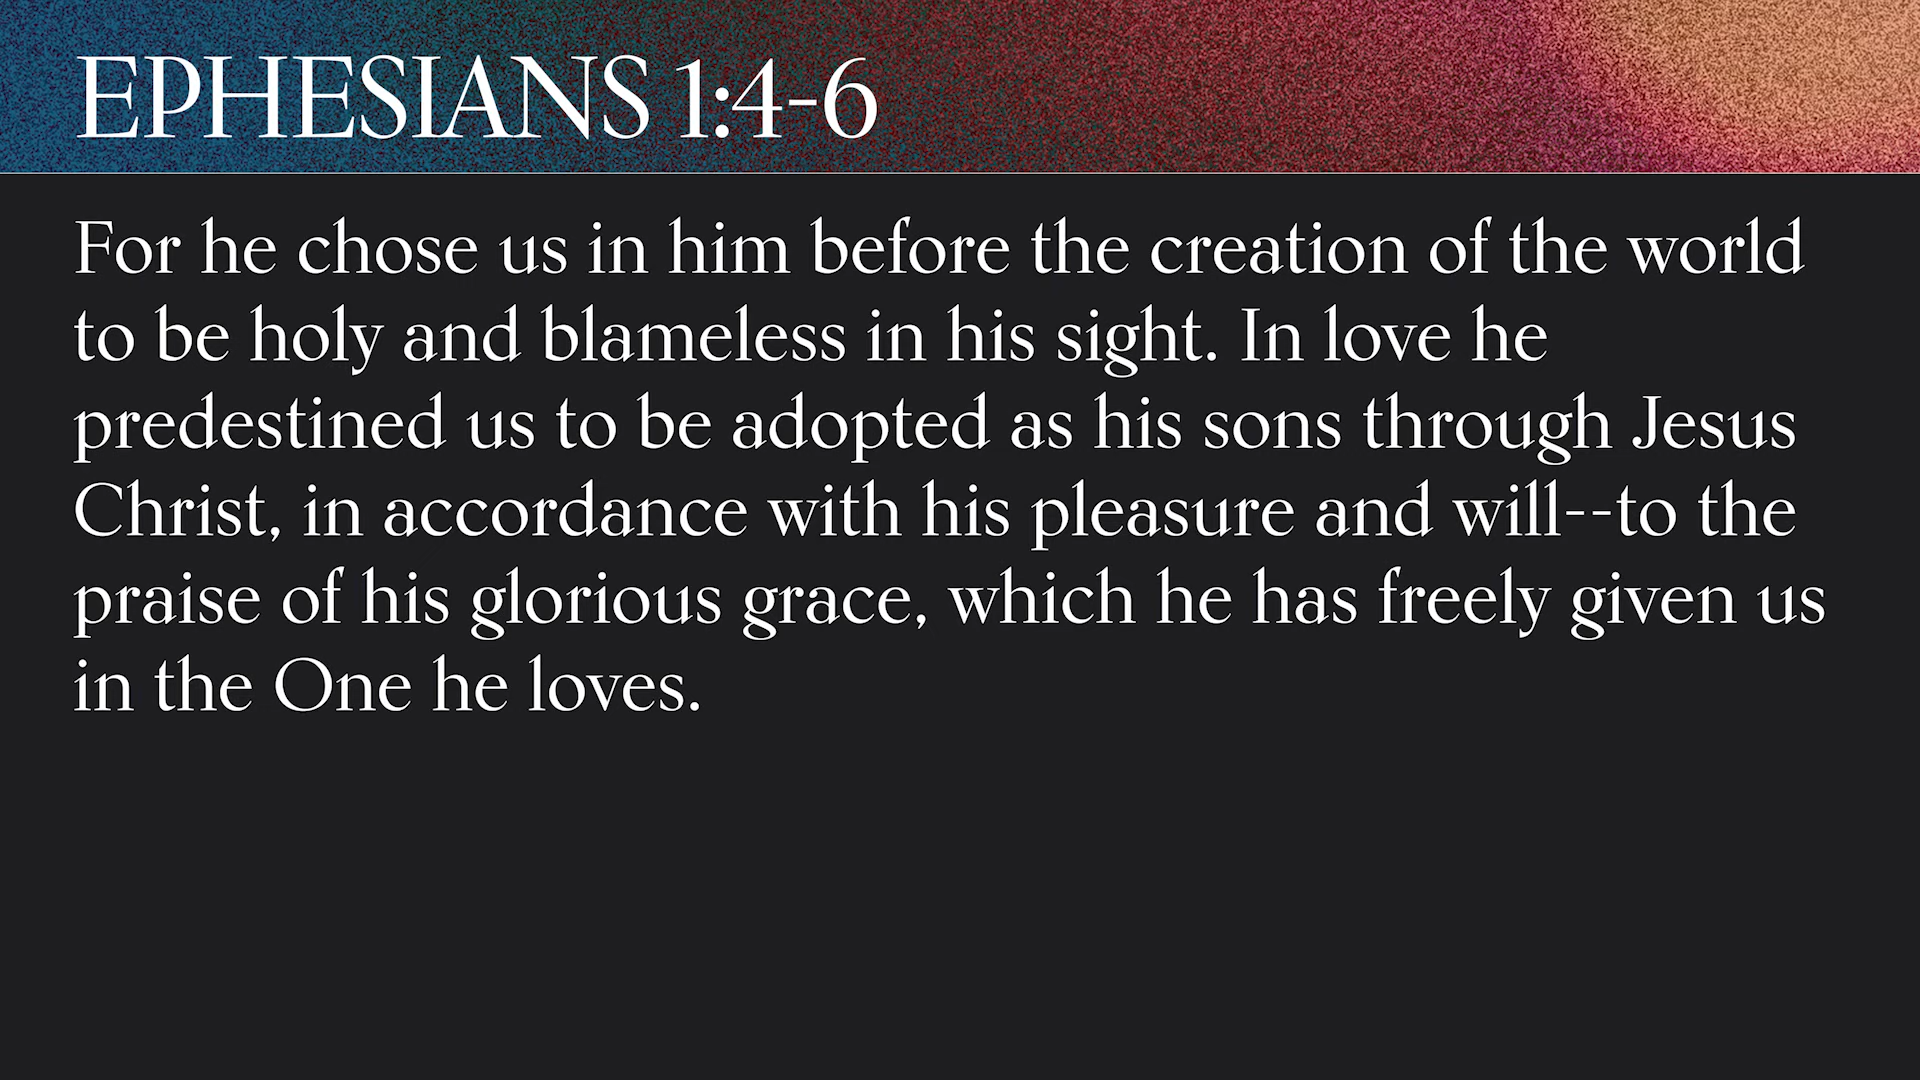 EPHESIANS 1:4-6
For he chose us in him before the creation of the world
to be holy and blameless in his sight. In love he
predestined us to be adopted as his sons through Jesus
Christ, in accordance with his pleasure and will--to the
praise of his glorious grace, which he has freely given us
in the One he loves.